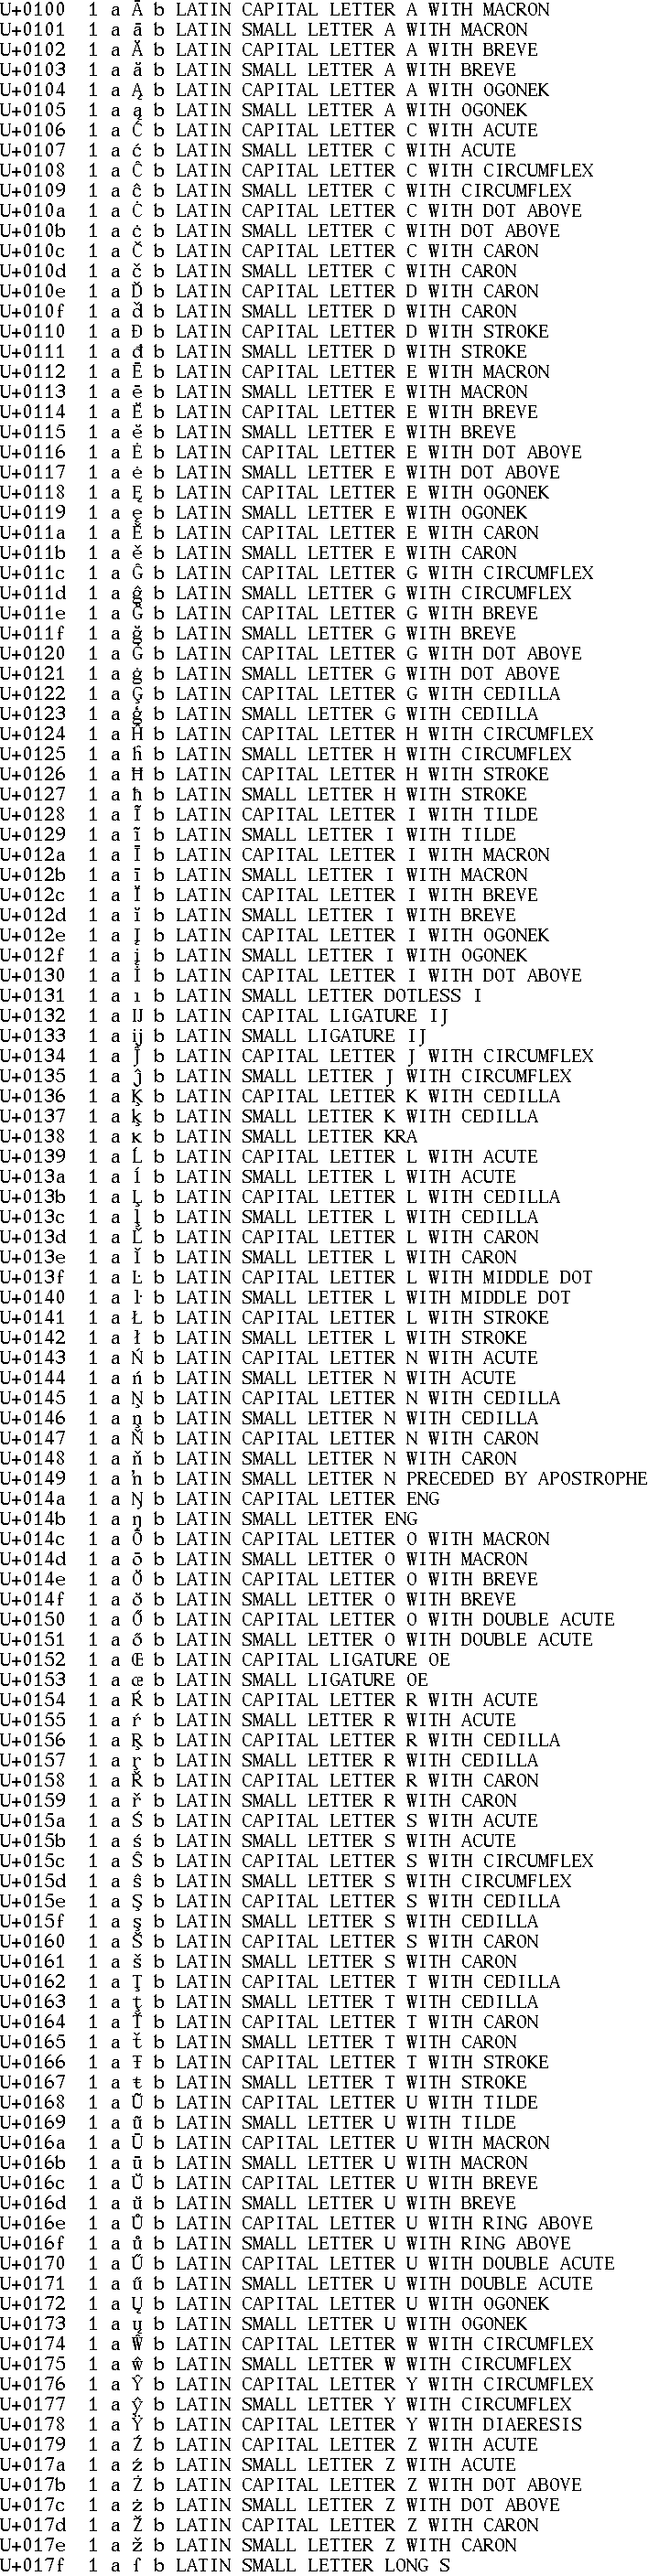 U+0100 1 a Ā b LATIN CAPITAL LETTER A WITH MACRON
U+0101 1 a ā b LATIN SMALL LETTER A WITH MACRON
U+0102 1 a Ă b LATIN CAPITAL LETTER A WITH BREVE
U+0103 1 a ă b LATIN SMALL LETTER A WITH BREVE
U+0104 1 a Ą b LATIN CAPITAL LETTER A WITH OGONEK
U+0105 1 a ą b LATIN SMALL LETTER A WITH OGONEK
U+0106 1 a Ć b LATIN CAPITAL LETTER C WITH ACUTE
U+0107 1 a ć b LATIN SMALL LETTER C WITH ACUTE
U+0108 1 a Ĉ b LATIN CAPITAL LETTER C WITH CIRCUMFLEX
U+0109 1 a ĉ b LATIN SMALL LETTER C WITH CIRCUMFLEX
U+010a 1 a Ċ b LATIN CAPITAL LETTER C WITH DOT ABOVE
U+010b 1 a ċ b LATIN SMALL LETTER C WITH DOT ABOVE
U+010c 1 a Č b LATIN CAPITAL LETTER C WITH CARON
U+010d 1 a č b LATIN SMALL LETTER C WITH CARON
U+010e 1 a Ď b LATIN CAPITAL LETTER D WITH CARON
U+010f 1 a ď b LATIN SMALL LETTER D WITH CARON
U+0110 1 a Đ b LATIN CAPITAL LETTER D WITH STROKE
U+0111 1 a đ b LATIN SMALL LETTER D WITH STROKE
U+0112 1 a Ē b LATIN CAPITAL LETTER E WITH MACRON
U+0113 1 a ē b LATIN SMALL LETTER E WITH MACRON
U+0114 1 a Ĕ b LATIN CAPITAL LETTER E WITH BREVE
U+0115 1 a ĕ b LATIN SMALL LETTER E WITH BREVE
U+0116 1 a Ė b LATIN CAPITAL LETTER E WITH DOT ABOVE
U+0117 1 a ė b LATIN SMALL LETTER E WITH DOT ABOVE
U+0118 1 a Ę b LATIN CAPITAL LETTER E WITH OGONEK
U+0119 1 a ę b LATIN SMALL LETTER E WITH OGONEK
U+011a 1 a Ě b LATIN CAPITAL LETTER E WITH CARON
U+011b 1 a ě b LATIN SMALL LETTER E WITH CARON
U+011c 1 a Ĝ b LATIN CAPITAL LETTER G WITH CIRCUMFLEX
U+011d 1 a ĝ b LATIN SMALL LETTER G WITH CIRCUMFLEX
U+011e 1 a Ğ b LATIN CAPITAL LETTER G WITH BREVE
U+011f 1 a ğ b LATIN SMALL LETTER G WITH BREVE
U+0120 1 a Ġ b LATIN CAPITAL LETTER G WITH DOT ABOVE
U+0121 1 a ġ b LATIN SMALL LETTER G WITH DOT ABOVE
U+0122 1 a Ģ b LATIN CAPITAL LETTER G WITH CEDILLA
U+0123 1 a ģ b LATIN SMALL LETTER G WITH CEDILLA
U+0124 1 a Ĥ b LATIN CAPITAL LETTER H WITH CIRCUMFLEX
U+0125 1 a ĥ b LATIN SMALL LETTER H WITH CIRCUMFLEX
U+0126 1 a Ħ b LATIN CAPITAL LETTER H WITH STROKE
U+0127 1 a ħ b LATIN SMALL LETTER H WITH STROKE
U+0128 1 a Ĩ b LATIN CAPITAL LETTER I WITH TILDE
U+0129 1 a ĩ b LATIN SMALL LETTER I WITH TILDE
U+012a 1 a Ī b LATIN CAPITAL LETTER I WITH MACRON
U+012b 1 a ī b LATIN SMALL LETTER I WITH MACRON
U+012c 1 a Ĭ b LATIN CAPITAL LETTER I WITH BREVE
U+012d 1 a ĭ b LATIN SMALL LETTER I WITH BREVE
U+012e 1 a Į b LATIN CAPITAL LETTER I WITH OGONEK
U+012f 1 a į b LATIN SMALL LETTER I WITH OGONEK
U+0130 1 a İ b LATIN CAPITAL LETTER I WITH DOT ABOVE
U+0131 1 a ı b LATIN SMALL LETTER DOTLESS I
U+0132 1 a Ĳ b LATIN CAPITAL LIGATURE IJ
U+0133 1 a ĳ b LATIN SMALL LIGATURE IJ
U+0134 1 a Ĵ b LATIN CAPITAL LETTER J WITH CIRCUMFLEX
U+0135 1 a ĵ b LATIN SMALL LETTER J WITH CIRCUMFLEX
U+0136 1 a Ķ b LATIN CAPITAL LETTER K WITH CEDILLA
U+0137 1 a ķ b LATIN SMALL LETTER K WITH CEDILLA
U+0138 1 a ĸ b LATIN SMALL LETTER KRA
U+0139 1 a Ĺ b LATIN CAPITAL LETTER L WITH ACUTE
U+013a 1 a ĺ b LATIN SMALL LETTER L WITH ACUTE
U+013b 1 a Ļ b LATIN CAPITAL LETTER L WITH CEDILLA
U+013c 1 a ļ b LATIN SMALL LETTER L WITH CEDILLA
U+013d 1 a Ľ b LATIN CAPITAL LETTER L WITH CARON
U+013e 1 a ľ b LATIN SMALL LETTER L WITH CARON
U+013f 1 a Ŀ b LATIN CAPITAL LETTER L WITH MIDDLE DOT
U+0140 1 a ŀ b LATIN SMALL LETTER L WITH MIDDLE DOT
U+0141 1 a Ł b LATIN CAPITAL LETTER L WITH STROKE
U+0142 1 a ł b LATIN SMALL LETTER L WITH STROKE
U+0143 1 a Ń b LATIN CAPITAL LETTER N WITH ACUTE
U+0144 1 a ń b LATIN SMALL LETTER N WITH ACUTE
U+0145 1 a Ņ b LATIN CAPITAL LETTER N WITH CEDILLA
U+0146 1 a ņ b LATIN SMALL LETTER N WITH CEDILLA
U+0147 1 a Ň b LATIN CAPITAL LETTER N WITH CARON
U+0148 1 a ň b LATIN SMALL LETTER N WITH CARON
U+0149 1 a ŉ b LATIN SMALL LETTER N PRECEDED BY APOSTROPHE
U+014a 1 a Ŋ b LATIN CAPITAL LETTER ENG
U+014b 1 a ŋ b LATIN SMALL LETTER ENG
U+014c 1 a Ō b LATIN CAPITAL LETTER O WITH MACRON
U+014d 1 a ō b LATIN SMALL LETTER O WITH MACRON
U+014e 1 a Ŏ b LATIN CAPITAL LETTER O WITH BREVE
U+014f 1 a ŏ b LATIN SMALL LETTER O WITH BREVE
U+0150 1 a Ő b LATIN CAPITAL LETTER O WITH DOUBLE ACUTE
U+0151 1 a ő b LATIN SMALL LETTER O WITH DOUBLE ACUTE
U+0152 1 a Œ b LATIN CAPITAL LIGATURE OE
U+0153 1 a œ b LATIN SMALL LIGATURE OE
U+0154 1 a Ŕ b LATIN CAPITAL LETTER R WITH ACUTE
U+0155 1 a ŕ b LATIN SMALL LETTER R WITH ACUTE
U+0156 1 a Ŗ b LATIN CAPITAL LETTER R WITH CEDILLA
U+0157 1 a ŗ b LATIN SMALL LETTER R WITH CEDILLA
U+0158 1 a Ř b LATIN CAPITAL LETTER R WITH CARON
U+0159 1 a ř b LATIN SMALL LETTER R WITH CARON
U+015a 1 a Ś b LATIN CAPITAL LETTER S WITH ACUTE
U+015b 1 a ś b LATIN SMALL LETTER S WITH ACUTE
U+015c 1 a Ŝ b LATIN CAPITAL LETTER S WITH CIRCUMFLEX
U+015d 1 a ŝ b LATIN SMALL LETTER S WITH CIRCUMFLEX
U+015e 1 a Ş b LATIN CAPITAL LETTER S WITH CEDILLA
U+015f 1 a ş b LATIN SMALL LETTER S WITH CEDILLA
U+0160 1 a Š b LATIN CAPITAL LETTER S WITH CARON
U+0161 1 a š b LATIN SMALL LETTER S WITH CARON
U+0162 1 a Ţ b LATIN CAPITAL LETTER T WITH CEDILLA
U+0163 1 a ţ b LATIN SMALL LETTER T WITH CEDILLA
U+0164 1 a Ť b LATIN CAPITAL LETTER T WITH CARON
U+0165 1 a ť b LATIN SMALL LETTER T WITH CARON
U+0166 1 a Ŧ b LATIN CAPITAL LETTER T WITH STROKE
U+0167 1 a ŧ b LATIN SMALL LETTER T WITH STROKE
U+0168 1 a Ũ b LATIN CAPITAL LETTER U WITH TILDE
U+0169 1 a ũ b LATIN SMALL LETTER U WITH TILDE
U+016a 1 a Ū b LATIN CAPITAL LETTER U WITH MACRON
U+016b 1 a ū b LATIN SMALL LETTER U WITH MACRON
U+016c 1 a Ŭ b LATIN CAPITAL LETTER U WITH BREVE
U+016d 1 a ŭ b LATIN SMALL LETTER U WITH BREVE
U+016e 1 a Ů b LATIN CAPITAL LETTER U WITH RING ABOVE
U+016f 1 a ů b LATIN SMALL LETTER U WITH RING ABOVE
U+0170 1 a Ű b LATIN CAPITAL LETTER U WITH DOUBLE ACUTE
U+0171 1 a ű b LATIN SMALL LETTER U WITH DOUBLE ACUTE
U+0172 1 a Ų b LATIN CAPITAL LETTER U WITH OGONEK
U+0173 1 a ų b LATIN SMALL LETTER U WITH OGONEK
U+0174 1 a Ŵ b LATIN CAPITAL LETTER W WITH CIRCUMFLEX
U+0175 1 a ŵ b LATIN SMALL LETTER W WITH CIRCUMFLEX
U+0176 1 a Ŷ b LATIN CAPITAL LETTER Y WITH CIRCUMFLEX
U+0177 1 a ŷ b LATIN SMALL LETTER Y WITH CIRCUMFLEX
U+0178 1 a Ÿ b LATIN CAPITAL LETTER Y WITH DIAERESIS
U+0179 1 a Ź b LATIN CAPITAL LETTER Z WITH ACUTE
U+017a 1 a ź b LATIN SMALL LETTER Z WITH ACUTE
U+017b 1 a Ż b LATIN CAPITAL LETTER Z WITH DOT ABOVE
U+017c 1 a ż b LATIN SMALL LETTER Z WITH DOT ABOVE
U+017d 1 a Ž b LATIN CAPITAL LETTER Z WITH CARON
U+017e 1 a ž b LATIN SMALL LETTER Z WITH CARON
U+017f 1 a ſ b LATIN SMALL LETTER LONG S